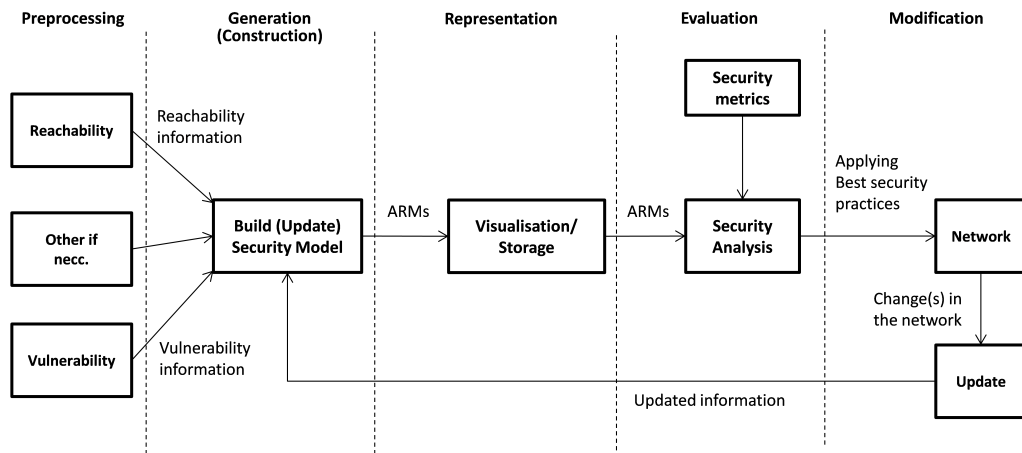 Preprocessing
Generation
(Construction)
Representation
Evaluation
Modification
Security
metrics
Reachability
Reachability
information
Applying
Best security
practices
Other if
necc.
Build (Update)
Security Model
ARMs
Visualisation/
Storage
ARMs
Security
Analysis
Network
Change(s) in
the network
Vulnerability
Vulnerability
information
Update
Updated information